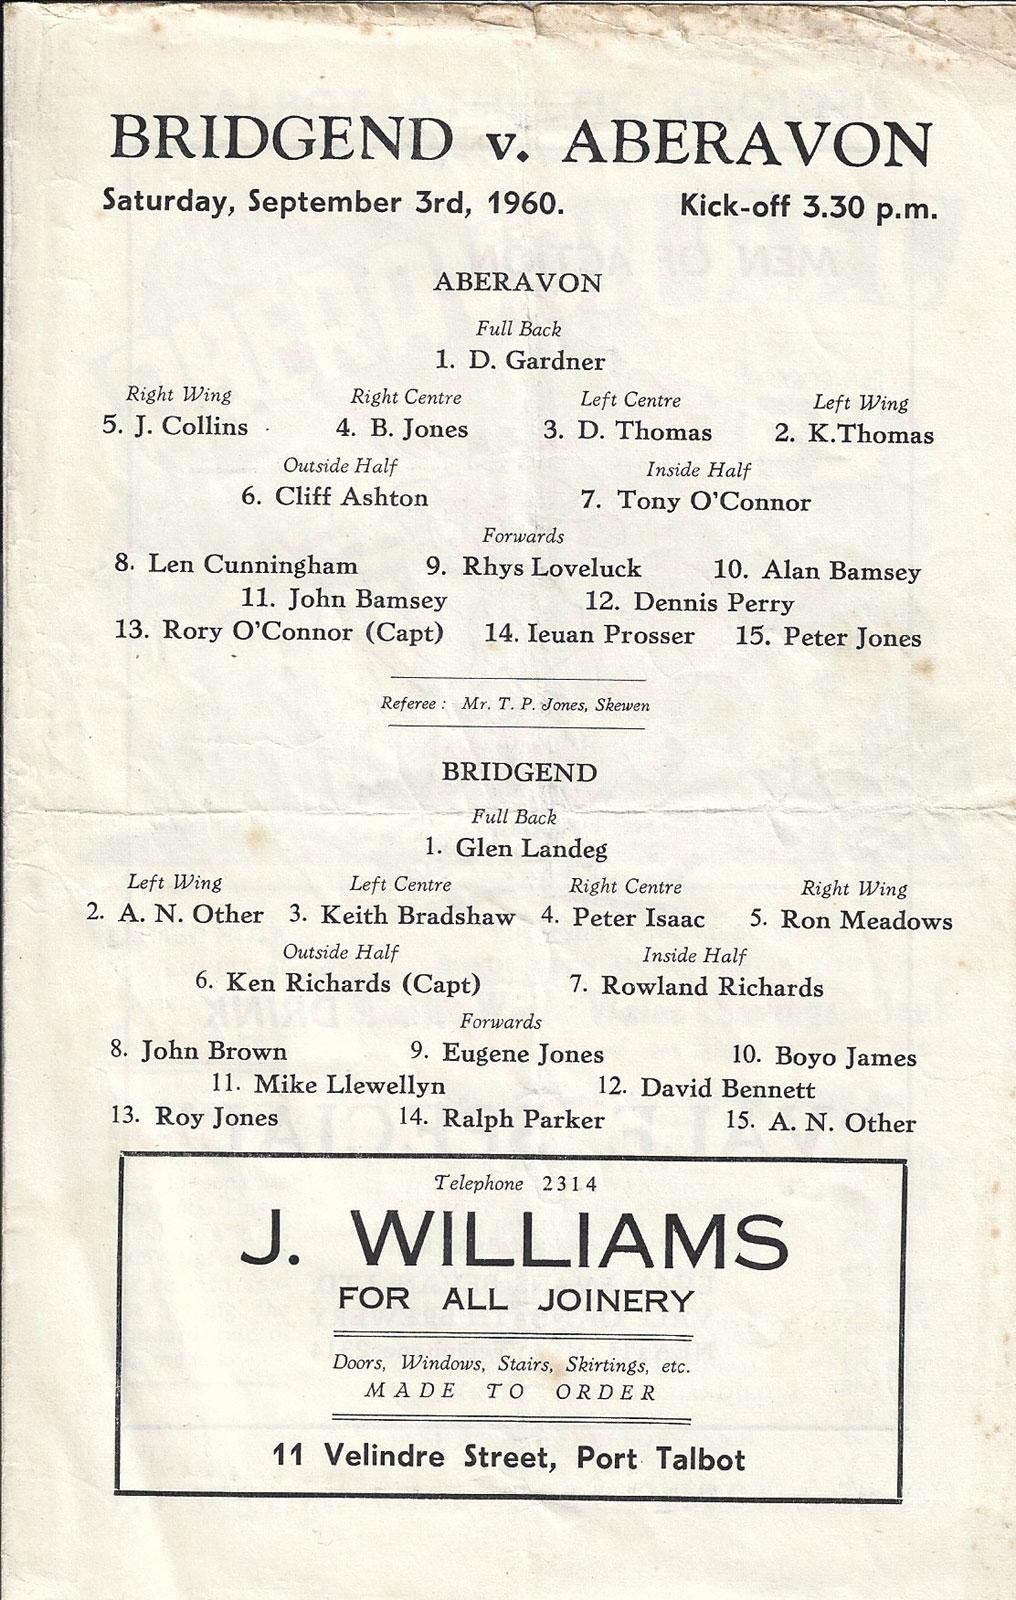 BRIDGEND v. ABERAVON
Saturday, September 3rd, 1960. Kick-off 3.30 p.m.
ABERAVON
Full Back
1. D. Gardner
Right Wing Right Centre Left Centre Left Wing
5. J. Collins 4. B. Jones 3. D. Thomas 2. K.Thomas
Outside Half Inside Half
6. Cliff Ashton 7. Tony O'Connor
Forwards
8. Len Cunningham 9. Rhys Loveluck 10. Alan Bamsey
11. John Bamsey 12. Dennis Perry
13. Rory O'Connor (Capt) 14. Ieuan Prosser 15. Peter Jones
Referee : Mr. T. P. Jones, Skewen
BRIDGEND
Full Back
1. Glen Landeg
Left Wing Left Centre Right Centre Right Wing
2. A. N. Other 3. Keith Bradshaw 4. Peter Isaac 5. Ron Meadows
Outside Half Inside Half
6. Ken Richards (Capt) 7. Rowland Richards
Forwards
8. John Brown 9. Eugene Jones 10. Boyo James
11. Mike Llewellyn 12. David Bennett
13. Roy Jones 14. Ralph Parker 15. A. N. Other
Telephone 2314
J. WILLIAMS
FOR ALL JOINERY
Doors, Windows, Stairs, Skirtings, etc.
MADE TO ORDER
11 Velindre Street, Port Talbot